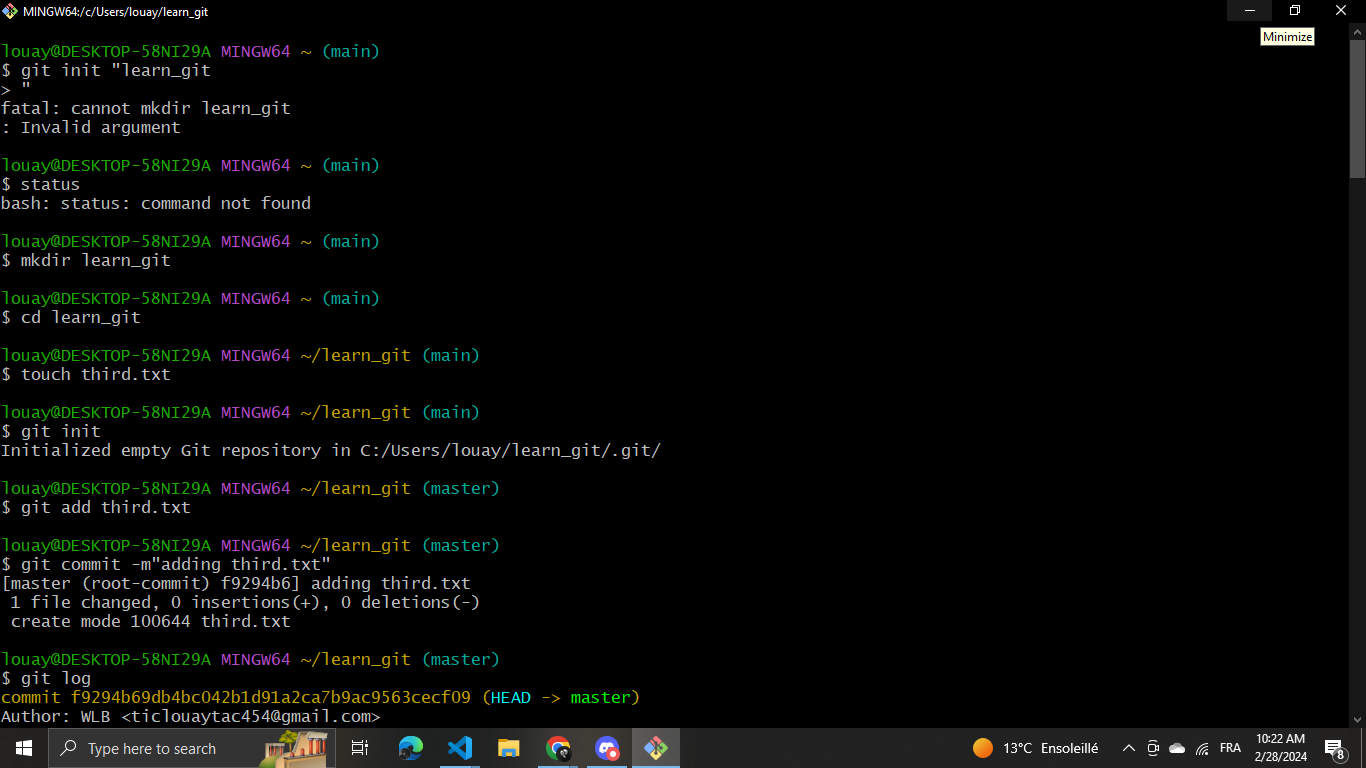 MINGW64:/c/Users/louay/learn_git
Minimize
louay@DESKTOP-58NI29A MINGW64 ~ (main)
$ git init "learn_git
> "
fatal: cannot mkdir learn_git
: Invalid argument
louay@DESKTOP-58NI29A MINGW64 ~ (main)
$ status
bash: status: command not found
louay@DESKTOP-58NI29A MINGW64 ~ (main)
$ mkdir learn_git
louay@DESKTOP-58NI29A MINGW64 ~ (main)
$ cd learn_git
louay@DESKTOP-58NI29A MINGW64 ~/learn_git (main)
$ touch third.txt
louay@DESKTOP-58NI29A MINGW64 ~/learn_git (main)
$ git init
Initialized empty Git repository in C:/Users/louay/learn_git/.git/
louay@DESKTOP-58NI29A MINGW64 ~/learn_git (master)
$ git add third.txt
louay@DESKTOP-58NI29A MINGW64 ~/learn_git (master)
$ git commit -m"adding third.txt"
[master (root-commit) f9294b6] adding third.txt
 1 file changed, 0 insertions(+), 0 deletions(-)
 create mode 100644 third.txt
louay@DESKTOP-58NI29A MINGW64 ~/learn_git (master)
$ git log
commit f9294b69db4bc042b1d91a2ca7b9ac9563cecf09 (HEAD -> master)
Author: WLB <ticlouaytac454@gmail.com>
Type here to search
13°C Ensoleillé
FRA
10:22 AM
2/28/2024
8